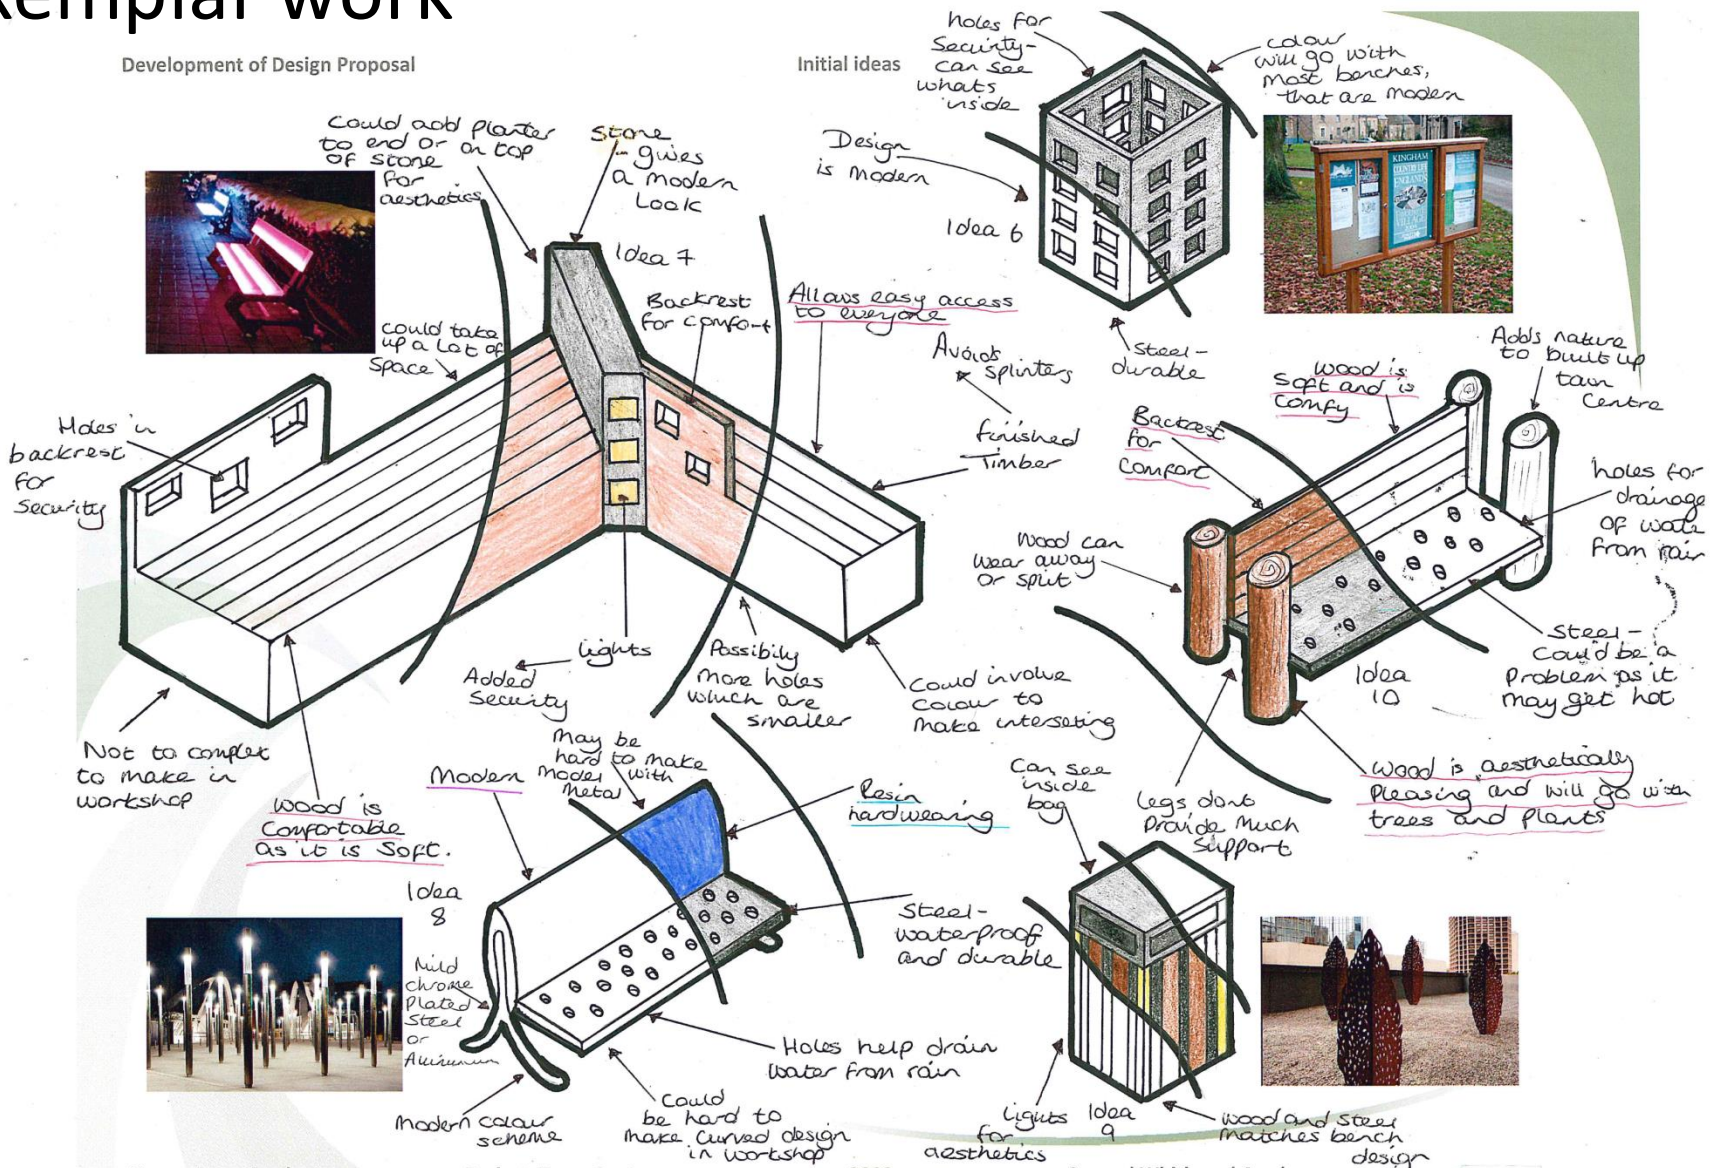 xemplar work
Development of Design Proposal
Initial ideas
holes for
Security-
can see
whats
inside
colour
will go with
most benches,
that are modern
Design
is modern
Idea 6
Steel-
durable
KINGHAM
Could add planter
to end or on top
of stone
for
aesthetics
Stone
- gives
a modern
Look
Idea 7
Backrest
for comfort
Allows easy access
to everyone
Avoids
splinters
finished
Timber
could take
up a Lot of
Space
Holes in
backrest
for
Security
Not to complex
to make in
workshop
wood is
Comfortable
as it is Soft.
lights
Added
Security
Possibily
more holes
which are
smaller
Could involve
colour to
make interseting
Wood is
Soft and is
Comfy
Adds nature
to built up
town
Centre
Backrest
for
Comfort
holes for
drainage
of water
from rain
wood can
wear away
or split
Steel-
Could be a
Problem as it
may get hot
Idea
10
Legs dont
Provide Much
Support
Wood is aesthetically
Pleasing and will go with
trees and Plants
Modern
May be
hard to make
model with
Metal
Resin
hardwearing
Idea
8
Mild
chrome
Plated
Steel
or
Aluminum
modern colour
scheme
Could
be hard to
make curved design
in workshop
Holes help drain
water from rain
Steel-
waterproof
and durable
Can see
inside
bag
Lights
for
aesthetics
Idea
9
wood and Steel
matches bench
design